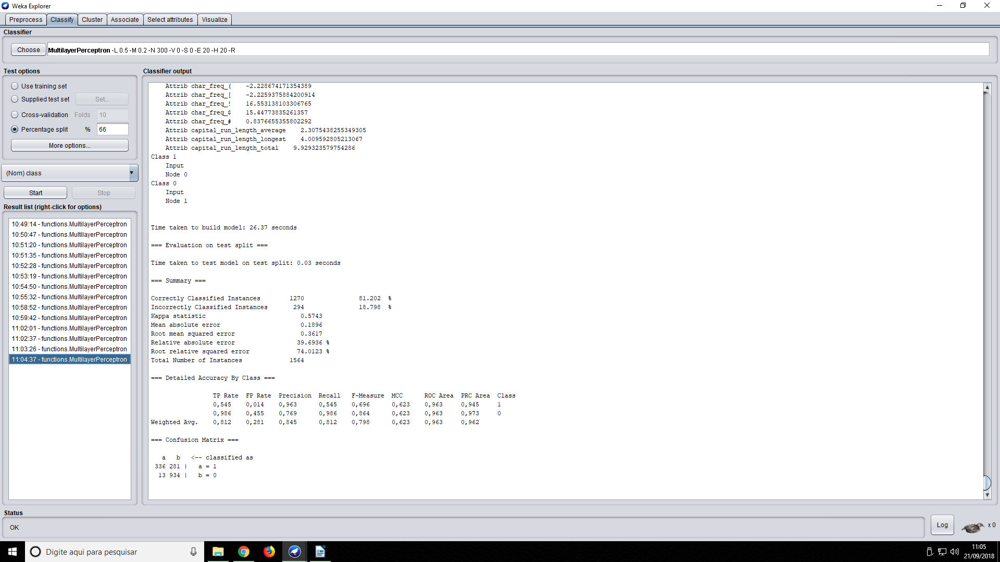 Weka Explorer
Preprocess Classify Cluster Associate Select attributes Visualize
Classifier
Choose MultilayerPerceptron -L 0.5 -M 0.2 -N 300 -V 0 -S 0 -E 20 -H 20 -R
Test options
Use training set
Supplied test set Set...
Cross-validation Folds 10
Percentage split % 66
More options...
(Nom) class
Start Stop
Result list (right-click for options)
10:49:14 - functions.MultilayerPerceptron
10:50:47 - functions.MultilayerPerceptron
10:51:20 - functions.MultilayerPerceptron
10:51:35 - functions.MultilayerPerceptron
10:52:28 - functions.MultilayerPerceptron
10:53:19 - functions.MultilayerPerceptron
10:54:50 - functions.MultilayerPerceptron
10:55:32 - functions.MultilayerPerceptron
10:58:52 - functions.MultilayerPerceptron
10:59:42 - functions.MultilayerPerceptron
11:02:01 - functions.MultilayerPerceptron
11:02:37 - functions.MultilayerPerceptron
11:03:26 - functions.MultilayerPerceptron
11:04:37 - functions.MultilayerPerceptron
Classifier output
Attrib char_freq_( -2.228674171354389
Attrib char_freq_[ -2.2259375884200914
Attrib char_freq_! 16.553138103306765
Attrib char_freq_$ 15.44773835261357
Attrib char_freq_# 0.8376655355802292
Attrib capital_run_length_average 2.3075438255349305
Attrib capital_run_length_longest 4.009592805213067
Attrib capital_run_length_total 9.929323579754286
Class 1
Input
Node 0
Class 0
Input
Node 1
Time taken to build model: 26.37 seconds
=== Evaluation on test split ===
Time taken to test model on test split: 0.03 seconds
=== Summary ===
Correctly Classified Instances 1270 81.202 %
Incorrectly Classified Instances 294 18.798 %
Kappa statistic 0.5743
Mean absolute error 0.1896
Root mean squared error 0.3617
Relative absolute error 39.6936 %
Root relative squared error 74.0123 %
Total Number of Instances 1564
=== Detailed Accuracy By Class ===
TP Rate FP Rate Precision Recall F-Measure MCC ROC Area PRC Area Class
0,545 0,014 0,963 0,545 0,696 0,623 0,963 0,945 1
0,986 0,455 0,769 0,986 0,864 0,623 0,963 0,973 0
Weighted Avg. 0,812 0,281 0,845 0,812 0,798 0,623 0,963 0,962
=== Confusion Matrix ===
a b <-- classified as
336 281 | a = 1
13 934 | b = 0
Status
OK
Log
x 0
Digite aqui para pesquisar
11:05
21/09/2018